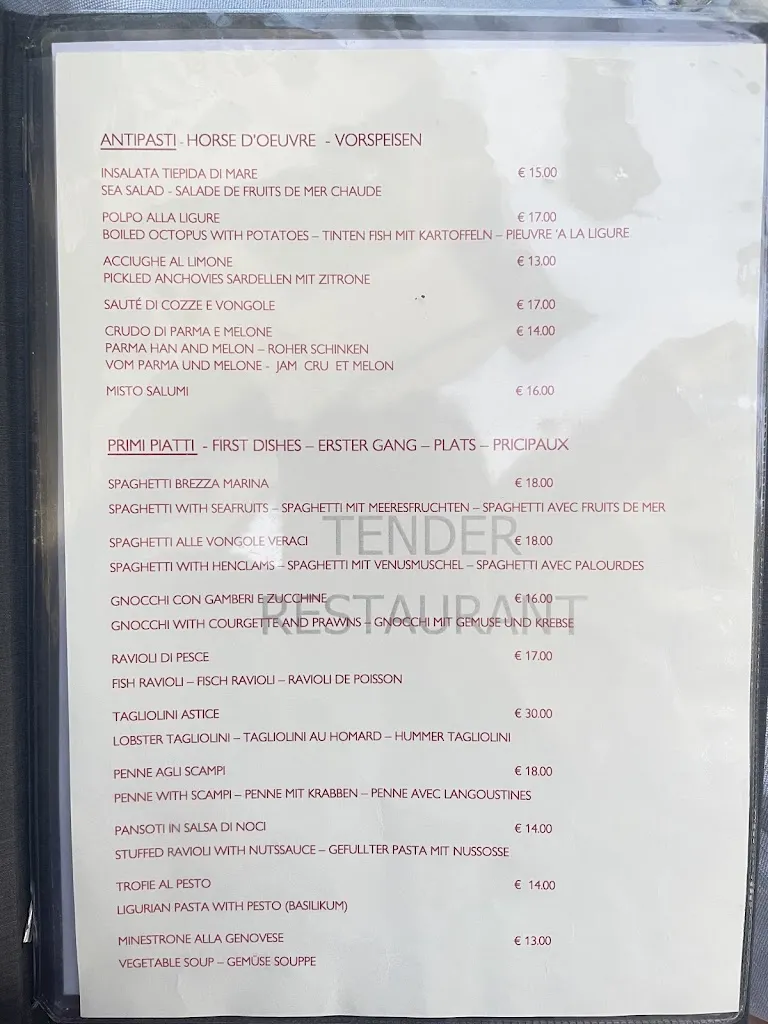 ANTIPASTI - HORSE D'OEUVRE - VORSPEISEN
INSALATA TIEPIDA DI MARE € 15.00
SEA SALAD - SALADE DE FRUITS DE MER CHAUDE
POLPO ALLA LIGURE € 17.00
BOILED OCTOPUS WITH POTATOES – TINTEN FISH MIT KARTOFFELN – PIEUVRE 'A LA LIGURE
ACCIUGHE AL LIMONE € 13.00
PICKLED ANCHOVIES SARDELLEN MIT ZITRONE
SAUTÉ DI COZZE E VONGOLE € 17.00
CRUDO DI PARMA E MELONE € 14.00
PARMA HAN AND MELON – ROHER SCHINKEN
VOM PARMA UND MELONE - JAM CRU ET MELON
MISTO SALUMI € 16.00
PRIMI PIATTI - FIRST DISHES – ERSTER GANG – PLATS – PRICIPAUX
SPAGHETTI BREZZA MARINA € 18.00
SPAGHETTI WITH SEAFRUITS – SPAGHETTI MIT MEERESFRUCHTEN – SPAGHETTI AVEC FRUITS DE MER
TENDER
SPAGHETTI ALLE VONGOLE VERACI € 18.00
SPAGHETTI WITH HENCLAMS – SPAGHETTI MIT VENUSMUSCHEL – SPAGHETTI AVEC PALOURDES
GNOCCHI CON GAMBERI E ZUCCHINE € 16.00
RESTAURANT
GNOCCHI WITH COURGETTE AND PRAWNS – GNOCCHI MIT GEMUSE UND KREBSE
RAVIOLI DI PESCE € 17.00
FISH RAVIOLI – FISCH RAVIOLI – RAVIOLI DE POISSON
TAGLIOLINI ASTICE € 30.00
LOBSTER TAGLIOLINI – TAGLIOLINI AU HOMARD – HUMMER TAGLIOLINI
PENNE AGLI SCAMPI € 18.00
PENNE WITH SCAMPI – PENNE MIT KRABBEN – PENNE AVEC LANGOUSTINES
PANSOTI IN SALSA DI NOCI € 14.00
STUFFED RAVIOLI WITH NUTSSAUCE – GEFULLTER PASTA MIT NUSSOSSE
TROFIE AL PESTO € 14.00
LIGURIAN PASTA WITH PESTO (BASILIKUM)
MINESTRONE ALLA GENOVESE € 13.00
VEGETABLE SOUP – GEMÜSE SOUPPE